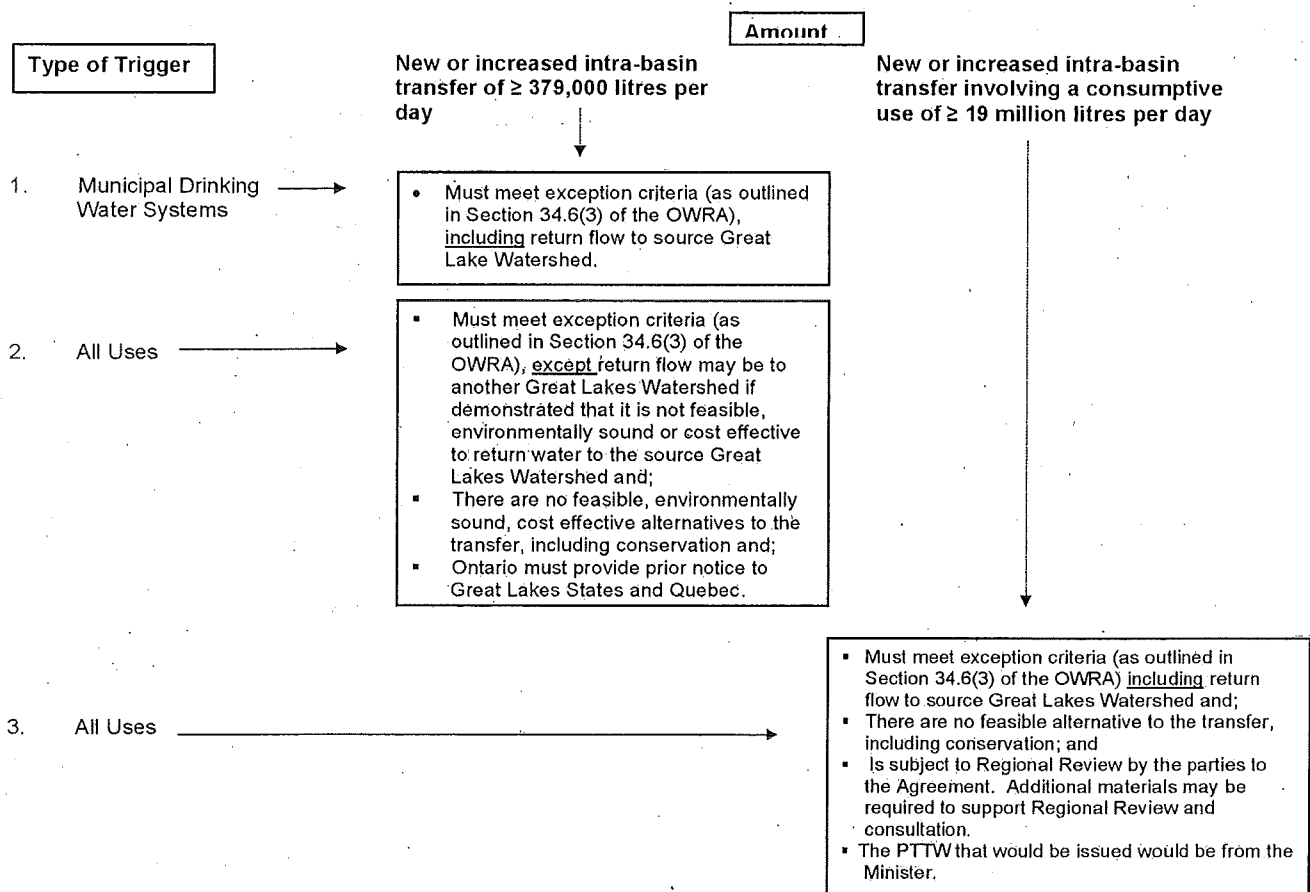 Amount
Type of Trigger
New or increased intra-basin
transfer of ≥ 379,000 litres per
day
New or increased intra-basin
transfer involving a consumptive
use of ≥ 19 million litres per day
1. Municipal Drinking
Water Systems
• Must meet exception criteria (as outlined
in Section 34.6(3) of the OWRA),
including return flow to source Great
Lake Watershed.
2. All Uses
▪ Must meet exception criteria (as
outlined in Section 34.6(3) of the
OWRA), except return flow may be to
another Great Lakes Watershed if
demonstrated that it is not feasible,
environmentally sound or cost effective
to return water to the source Great
Lakes Watershed and;
▪ There are no feasible, environmentally
sound, cost effective alternatives to the
transfer, including conservation and;
▪ Ontario must provide prior notice to
Great Lakes States and Quebec.
3. All Uses
▪ Must meet exception criteria (as outlined in
Section 34.6(3) of the OWRA) including return
flow to source Great Lakes Watershed and;
▪ There are no feasible alternative to the transfer,
including conservation; and
▪ Is subject to Regional Review by the parties to
the Agreement. Additional materials may be
required to support Regional Review and
consultation.
▪ The PTTW that would be issued would be from the
Minister.